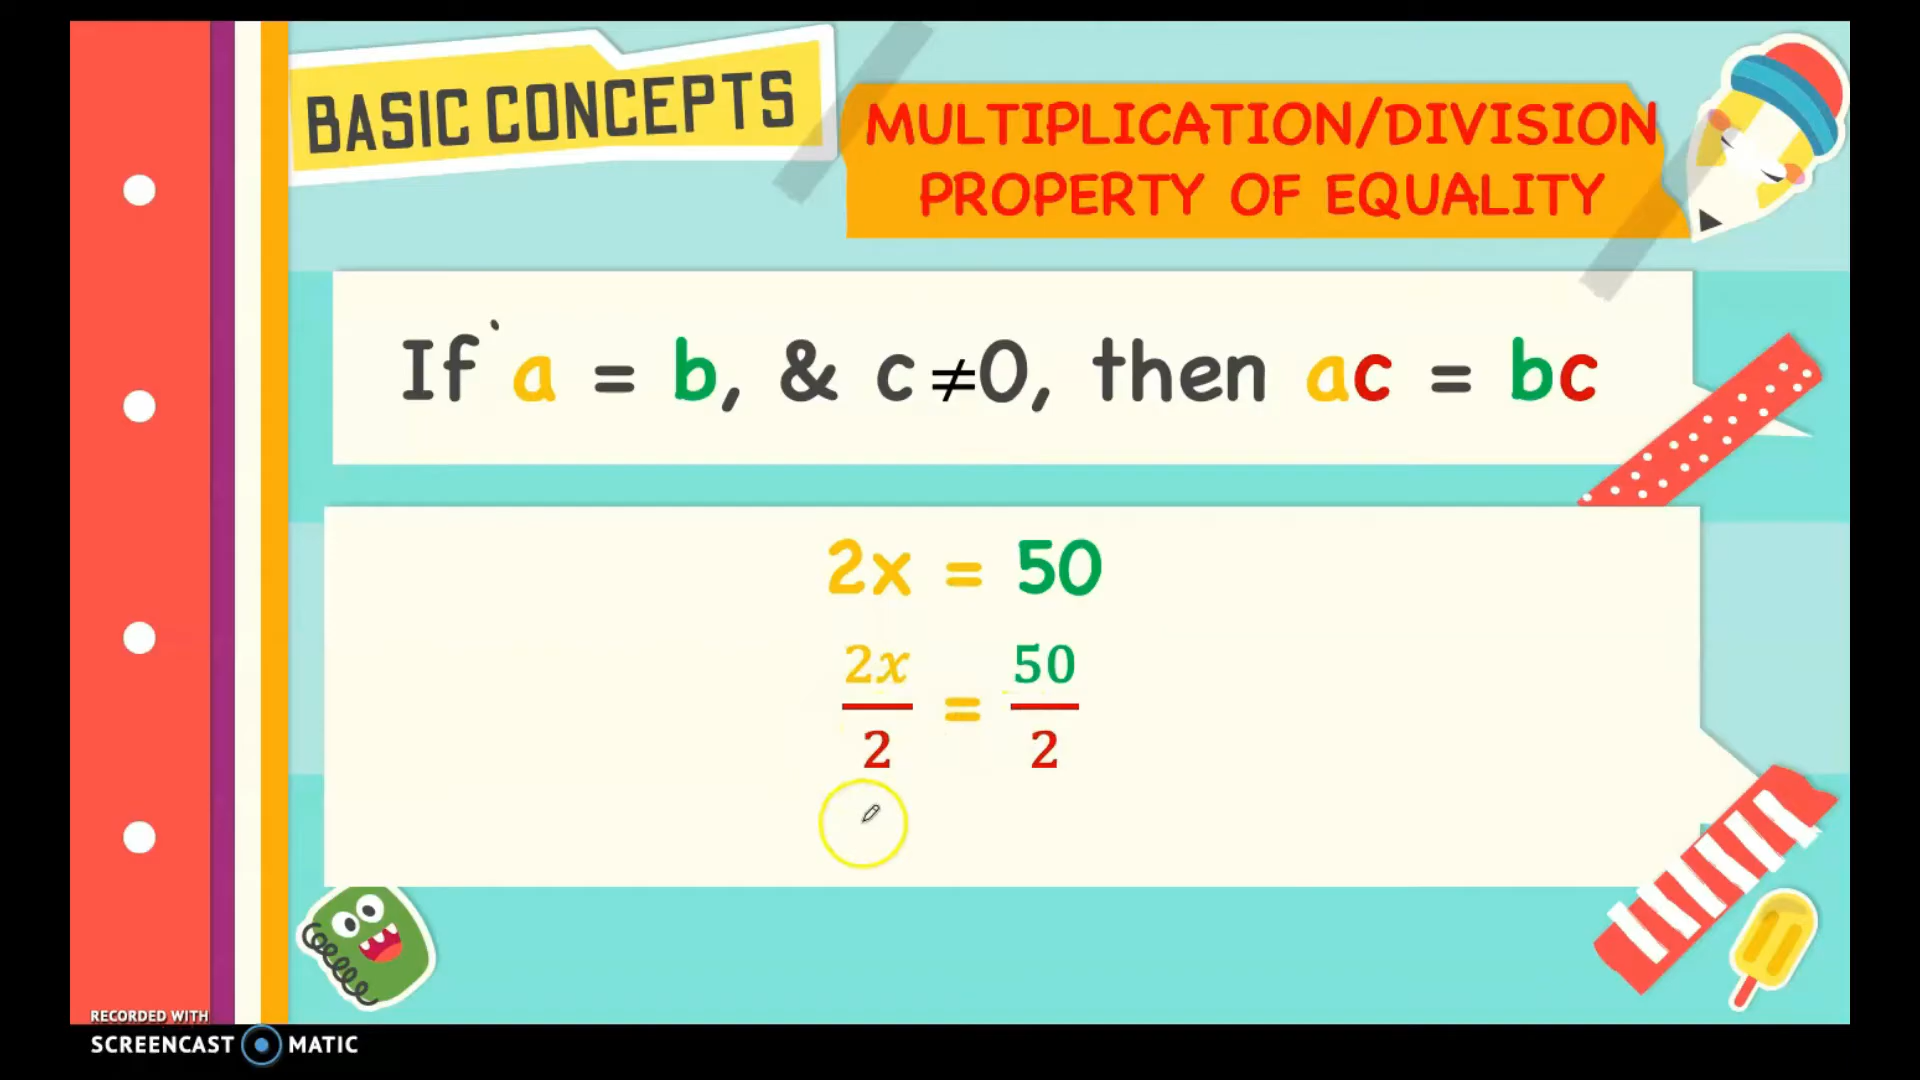 BASIC CONCEPTS
MULTIPLICATION/DIVISION
PROPERTY OF EQUALITY
If a = b, & c ≠ 0, then ac = bc
2x = 50
2x/2 = 50/2
RECORDED WITH
SCREENCAST MATIC